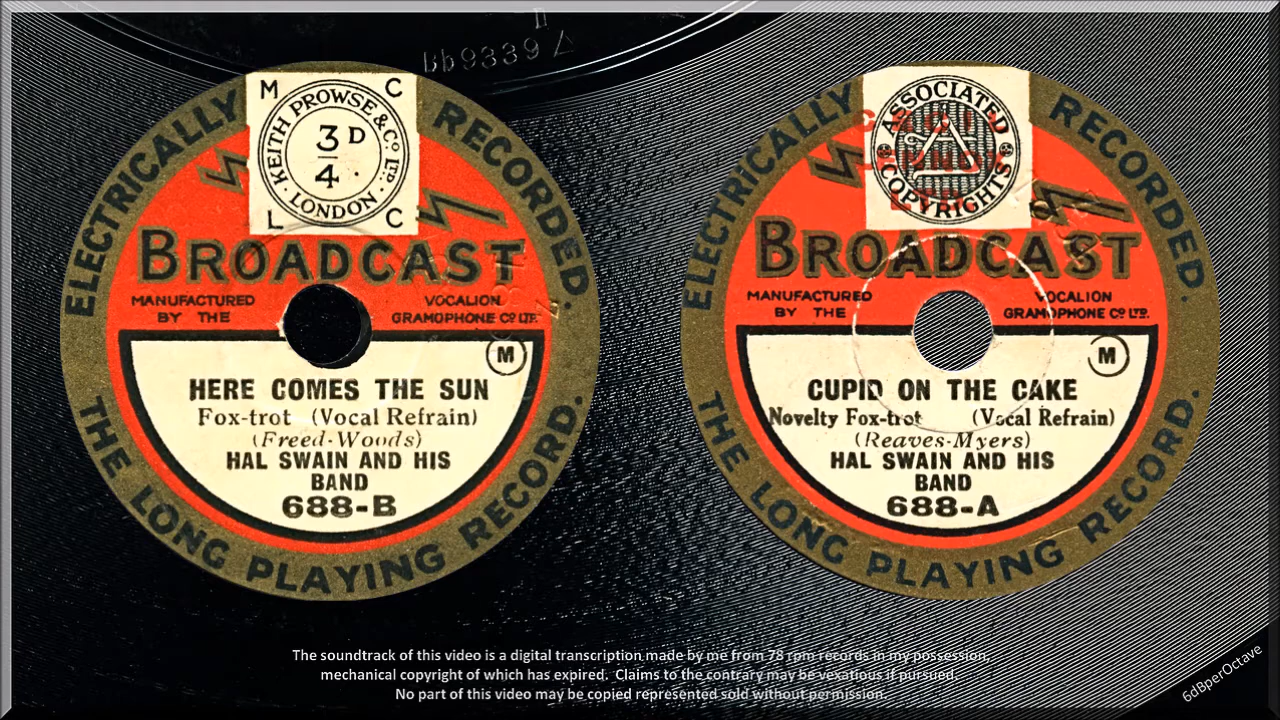 Bb9339 △
ELECTRICALLY RECORDED.
M C
KEITH PROWSE & Co LTD.
3 D
4
· LONDON ·
L C
BROADCAST
MANUFACTURED BY THE
VOCALION GRAMOPHONE Co LTD.
M
HERE COMES THE SUN
Fox-trot (Vocal Refrain)
(Freed-Woods)
HAL SWAIN AND HIS
BAND
688-B
THE LONG PLAYING RECORD.
ELECTRICALLY RECORDED.
ASSOCIATED
COPYRIGHTS
BROADCAST
MANUFACTURED BY THE
VOCALION GRAMOPHONE Co LTD.
M
CUPID ON THE CAKE
Novelty Fox-trot (Vocal Refrain)
(Reaves-Myers)
HAL SWAIN AND HIS
BAND
688-A
THE LONG PLAYING RECORD.
The soundtrack of this video is a digital transcription made by me from 78 rpm records in my possession,
mechanical copyright of which has expired. Claims to the contrary may be vexatious if pursued.
No part of this video may be copied represented sold without permission.
6dBperOctave